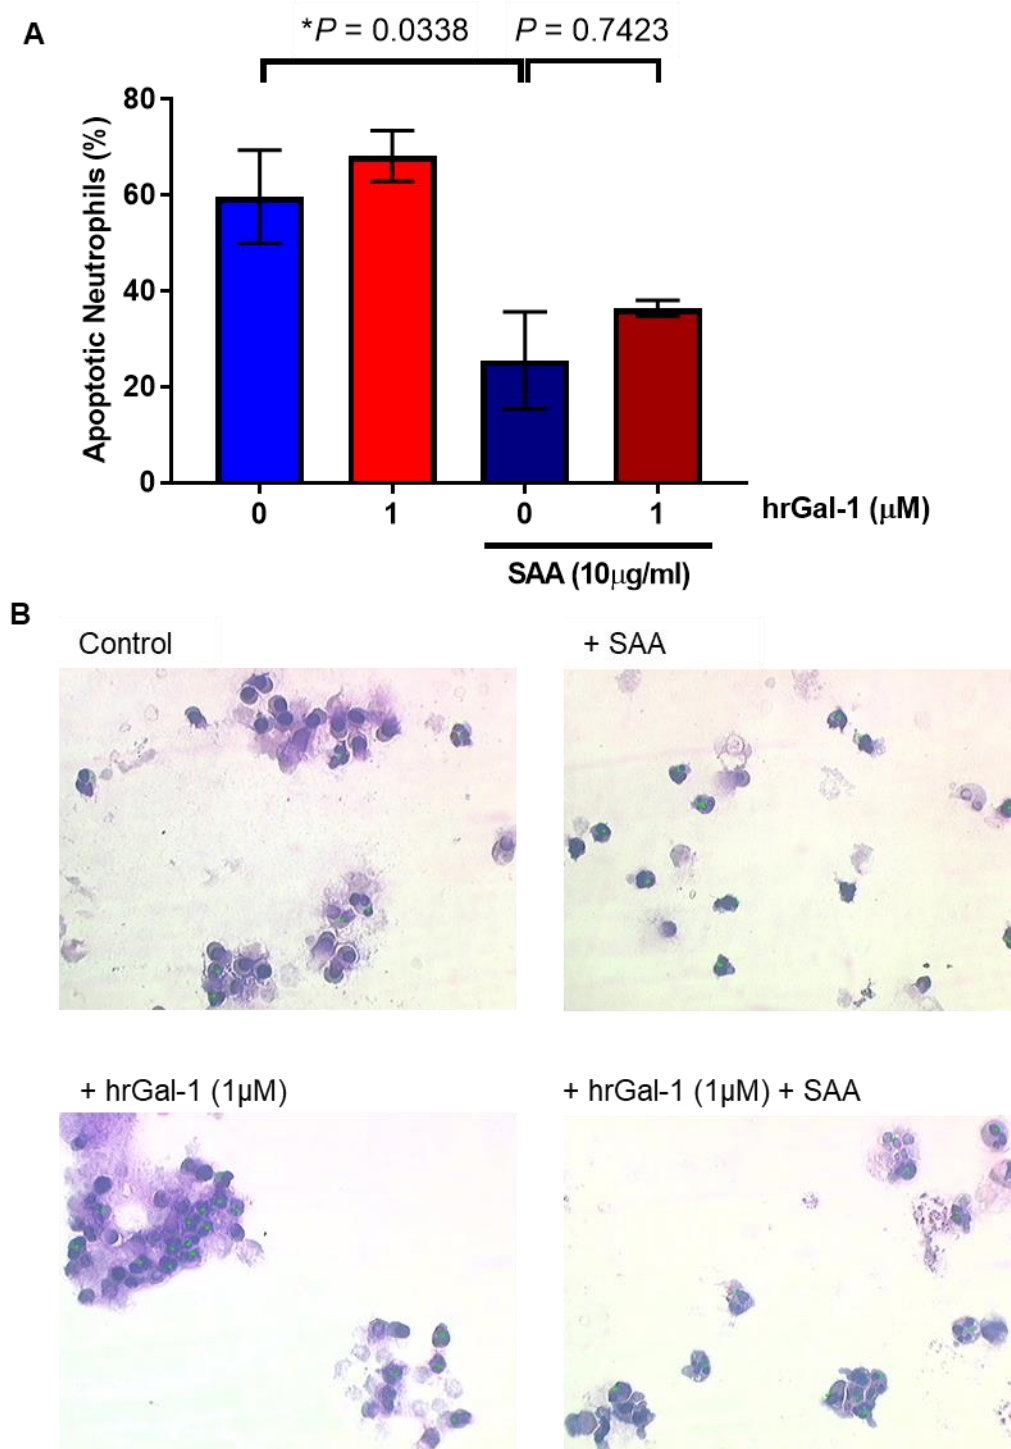 A
*P = 0.0338
P = 0.7423
Apoptotic Neutrophils (%)
80
60
40
20
0
0 1 0 1 hrGal-1 (μM)
SAA (10μg/ml)
B
Control
+ SAA
+ hrGal-1 (1µM)
+ hrGal-1 (1µM) + SAA